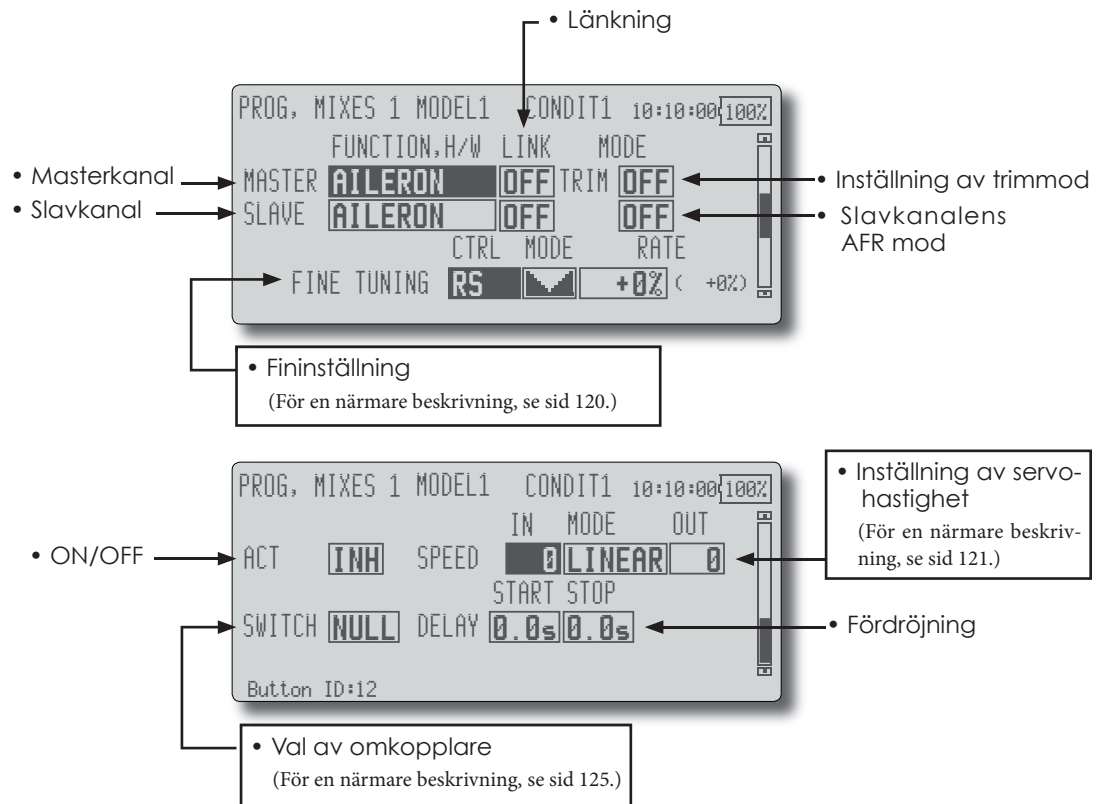 • Länkning
PROG, MIXES 1 MODEL1 CONDIT1 10:10:00 100%
FUNCTION,H/W LINK MODE
• Masterkanal
MASTER AILERON OFF TRIM OFF
• Inställning av trimmod
• Slavkanal
SLAVE AILERON OFF OFF
• Slavkanalens
AFR mod
CTRL MODE RATE
FINE TUNING RS +0% ( +0%)
• Fininställning
(För en närmare beskrivning, se sid 120.)
PROG, MIXES 1 MODEL1 CONDIT1 10:10:00 100%
IN MODE OUT
• ON/OFF
ACT INH SPEED 0 LINEAR 0
• Inställning av servo-
hastighet
(För en närmare beskriv-
ning, se sid 121.)
START STOP
SWITCH NULL DELAY 0.0s 0.0s
• Fördröjning
Button ID:12
• Val av omkopplare
(För en närmare beskrivning, se sid 125.)